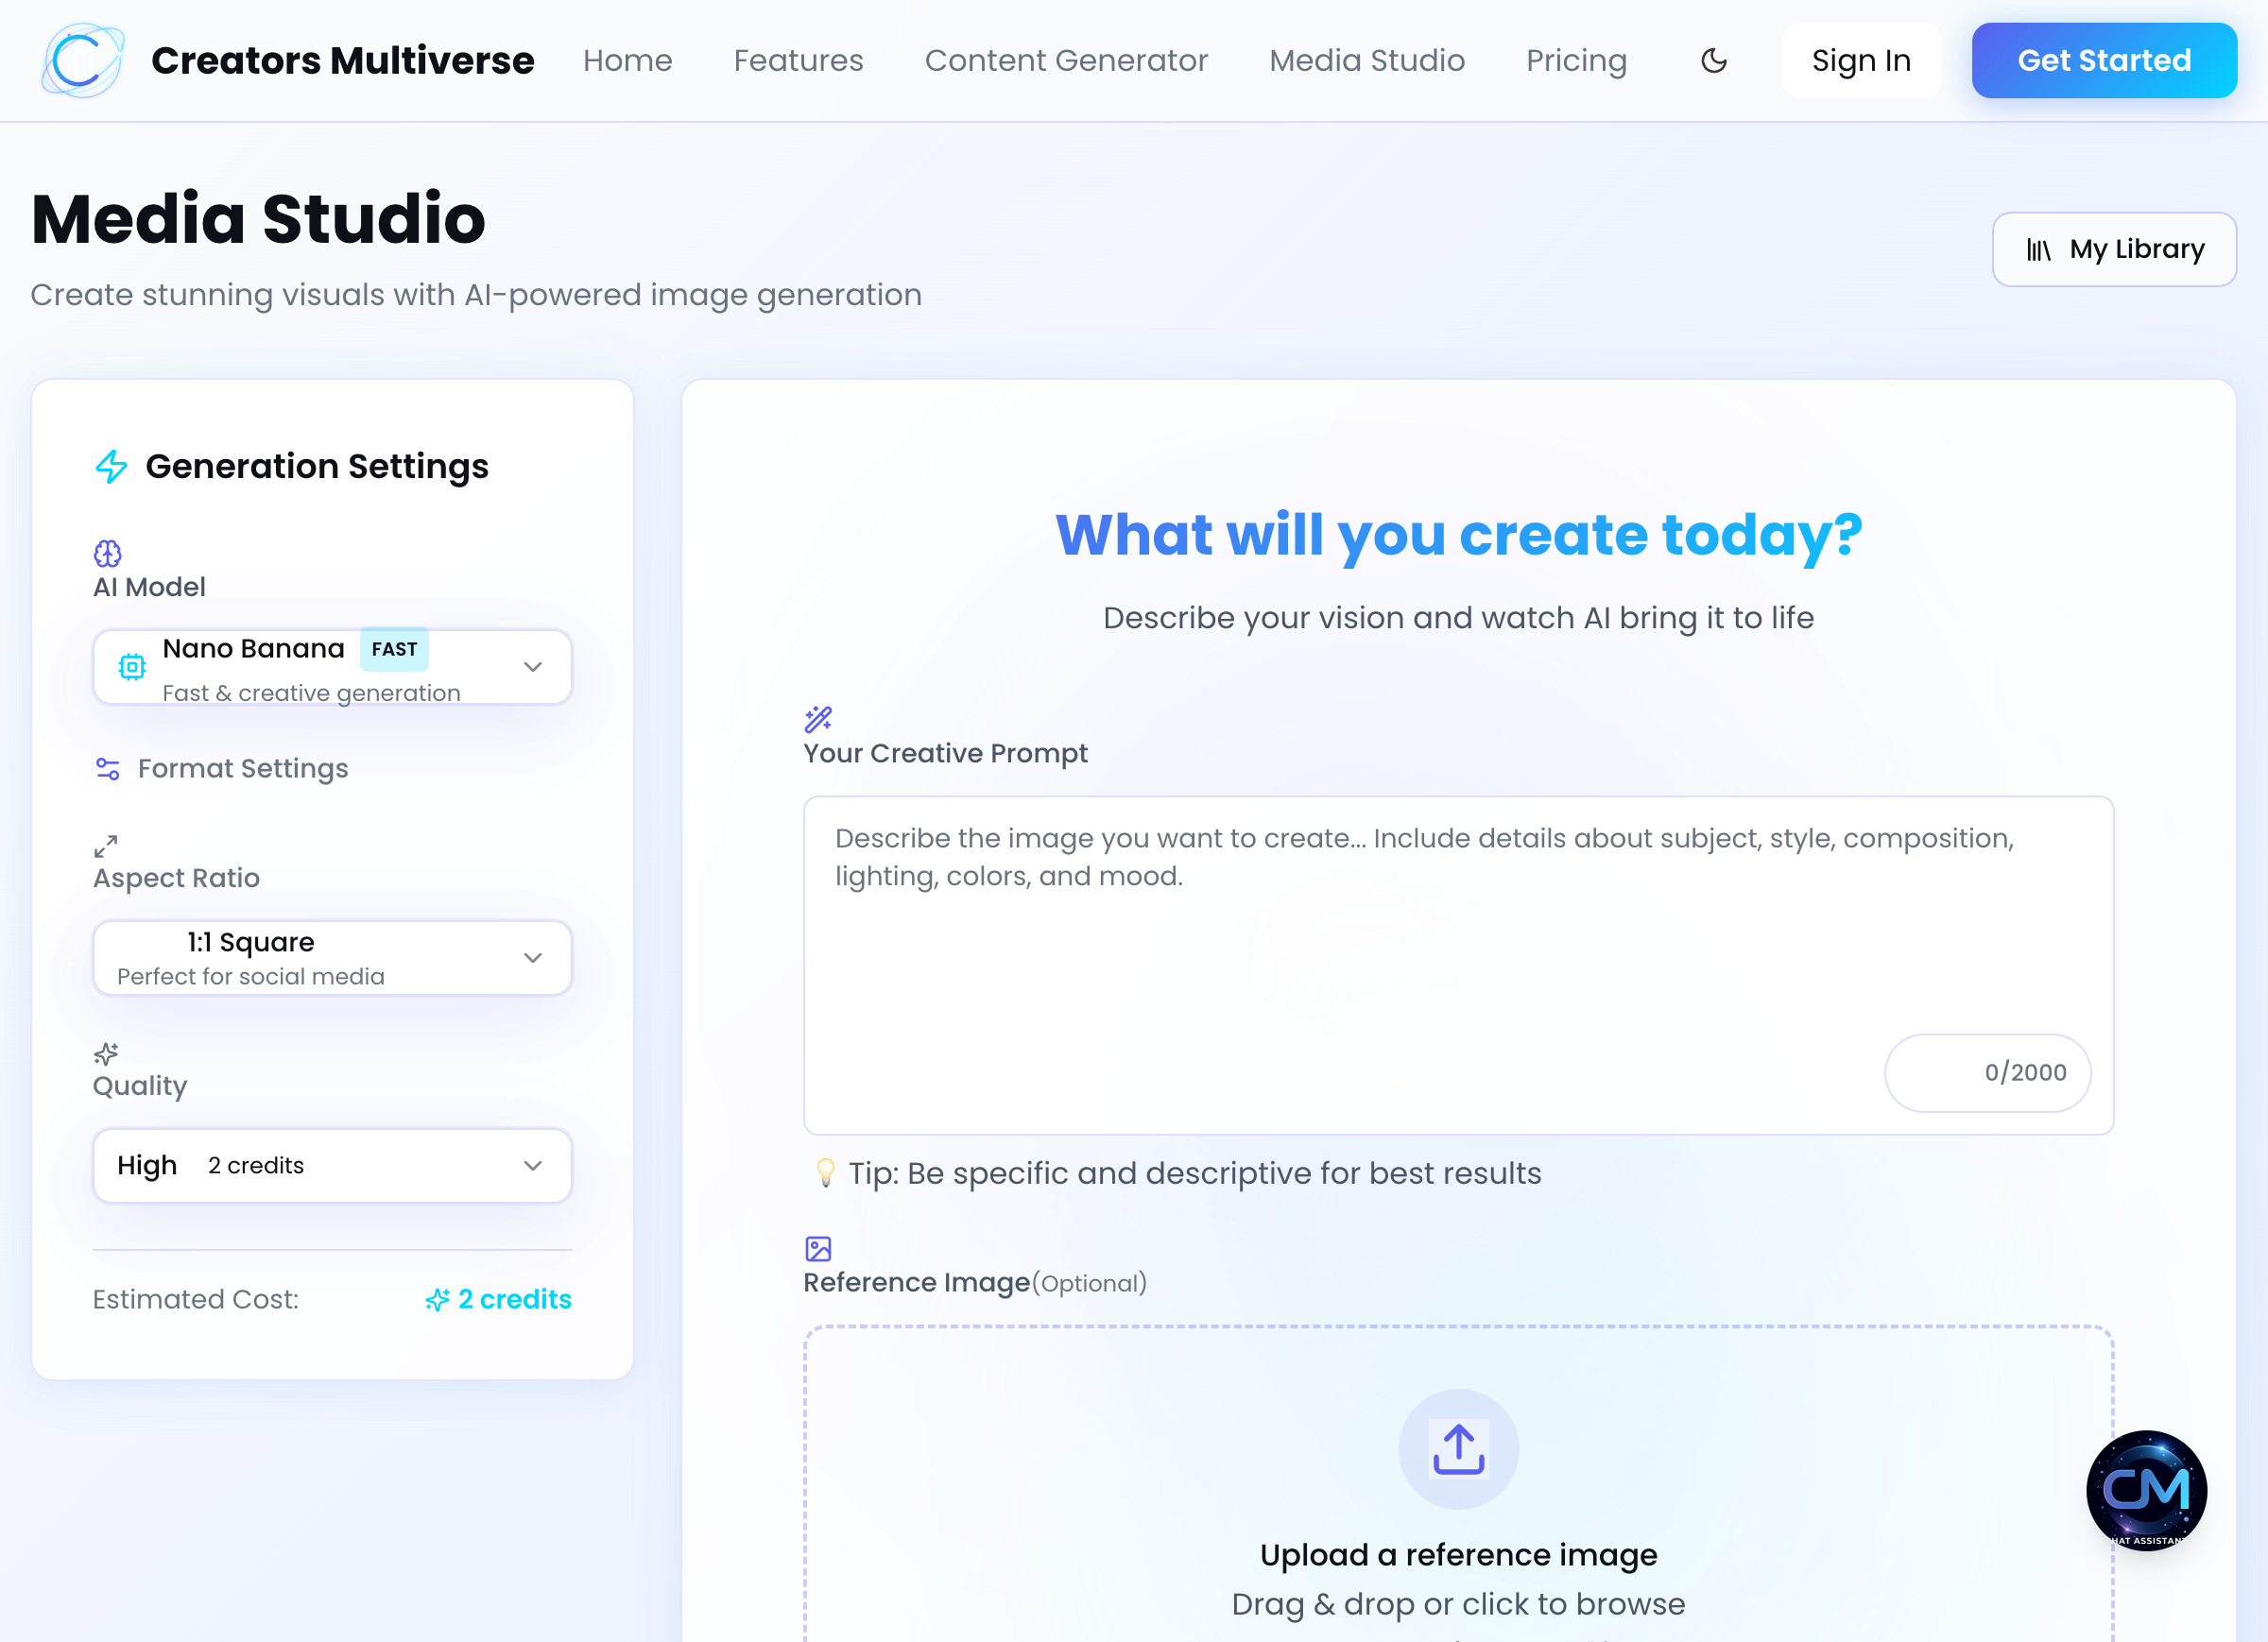 Creators Multiverse
Home
Features
Content Generator
Media Studio
Pricing
Sign In
Get Started
Media Studio
Create stunning visuals with AI-powered image generation
My Library
Generation Settings
AI Model
Nano Banana FAST
Fast & creative generation
Format Settings
Aspect Ratio
1:1 Square
Perfect for social media
Quality
High 2 credits
Estimated Cost: 2 credits
What will you create today?
Describe your vision and watch AI bring it to life
Your Creative Prompt
Describe the image you want to create... Include details about subject, style, composition,
lighting, colors, and mood.
0/2000
💡 Tip: Be specific and descriptive for best results
Reference Image(Optional)
Upload a reference image
Drag & drop or click to browse
CM